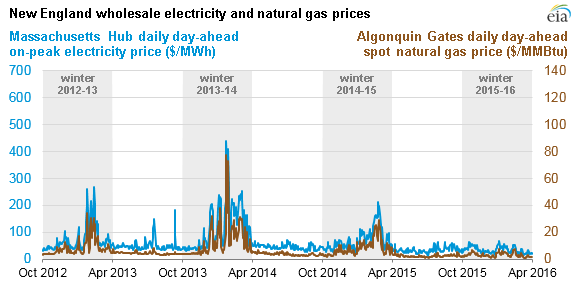 New England wholesale electricity and natural gas prices
eia
Massachusetts Hub daily day-ahead
on-peak electricity price ($/MWh)
Algonquin Gates daily day-ahead
spot natural gas price ($/MMBtu)
700
600
500
400
300
200
100
0
winter
2012-13
winter
2013-14
winter
2014-15
winter
2015-16
140
120
100
80
60
40
20
0
Oct 2012 Apr 2013 Oct 2013 Apr 2014 Oct 2014 Apr 2015 Oct 2015 Apr 2016